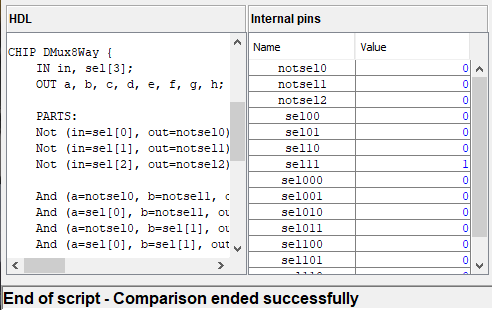 HDL
CHIP DMux8Way {
IN in, sel[3];
OUT a, b, c, d, e, f, g, h;
PARTS:
Not (in=sel[0], out=notsel0)
Not (in=sel[1], out=notsel1)
Not (in=sel[2], out=notsel2)
And (a=notsel0, b=notsel1, o
And (a=sel[0], b=notsel1, ou
And (a=notsel0, b=sel[1], ou
And (a=sel[0], b=sel[1], out
Internal pins
Name Value
notsel0 0
notsel1 0
notsel2 0
sel00 0
sel01 0
sel10 0
sel11 1
sel000 0
sel001 0
sel010 0
sel011 0
sel100 0
sel101 0
End of script - Comparison ended successfully